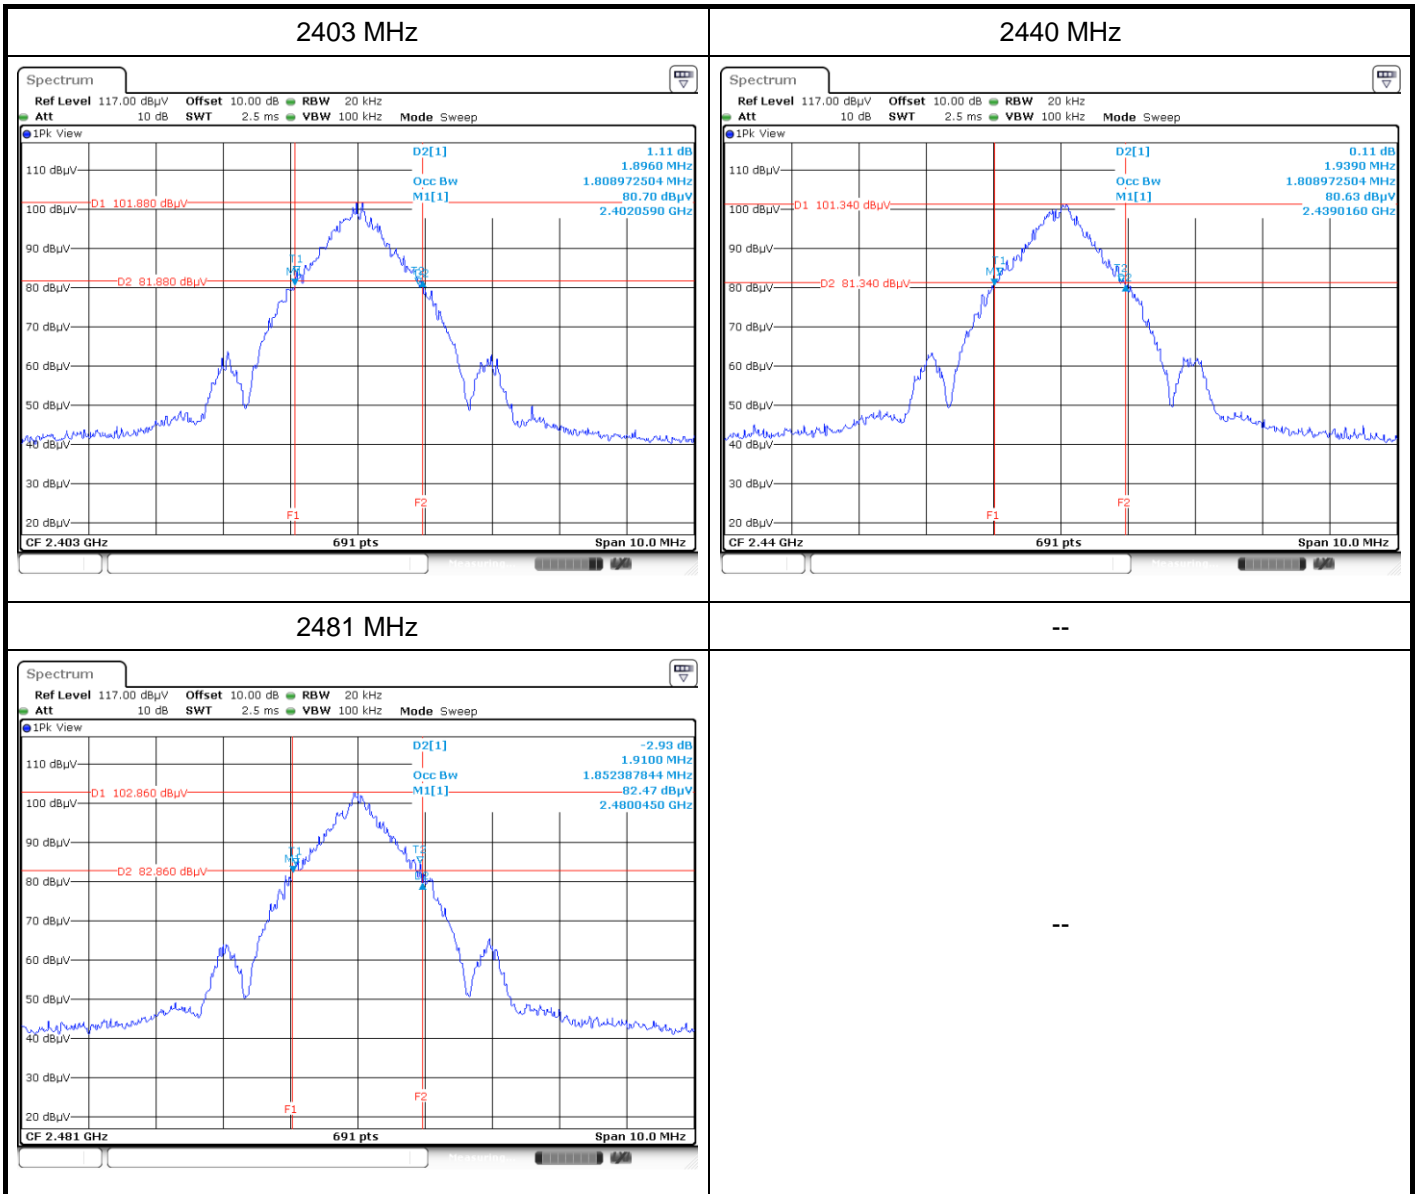 2403 MHz
2440 MHz
Spectrum
Ref Level 117.00 dBµV Offset 10.00 dB RBW 20 kHz
Att 10 dB SWT 2.5 ms VBW 100 kHz Mode Sweep
1Pk View
D2[1] 1.11 dB
1.8960 MHz
Occ Bw 1.808972504 MHz
M1[1] 80.70 dBµV
2.4020590 GHz
110 dBµV
D1 101.880 dBµV
100 dBµV
90 dBµV
T1
M1
T2
D2 81.880 dBµV
80 dBµV
70 dBµV
60 dBµV
50 dBµV
40 dBµV
30 dBµV
F2
F1
20 dBµV
CF 2.403 GHz 691 pts Span 10.0 MHz
Measuring...
Spectrum
Ref Level 117.00 dBµV Offset 10.00 dB RBW 20 kHz
Att 10 dB SWT 2.5 ms VBW 100 kHz Mode Sweep
1Pk View
D2[1] 0.11 dB
1.9390 MHz
Occ Bw 1.808972504 MHz
M1[1] 80.63 dBµV
2.4390160 GHz
110 dBµV
D1 101.340 dBµV
100 dBµV
90 dBµV
T1
M1
T2
D2 81.340 dBµV
80 dBµV
70 dBµV
60 dBµV
50 dBµV
40 dBµV
30 dBµV
F2
F1
20 dBµV
CF 2.44 GHz 691 pts Span 10.0 MHz
2481 MHz
--
Spectrum
Ref Level 117.00 dBµV Offset 10.00 dB RBW 20 kHz
Att 10 dB SWT 2.5 ms VBW 100 kHz Mode Sweep
1Pk View
D2[1] -2.93 dB
1.9100 MHz
Occ Bw 1.852387844 MHz
M1[1] 82.47 dBµV
2.4800450 GHz
110 dBµV
D1 102.860 dBµV
100 dBµV
90 dBµV
T1
M1
T2
D2 82.860 dBµV
80 dBµV
70 dBµV
60 dBµV
50 dBµV
40 dBµV
30 dBµV
F2
F1
20 dBµV
CF 2.481 GHz 691 pts Span 10.0 MHz
--